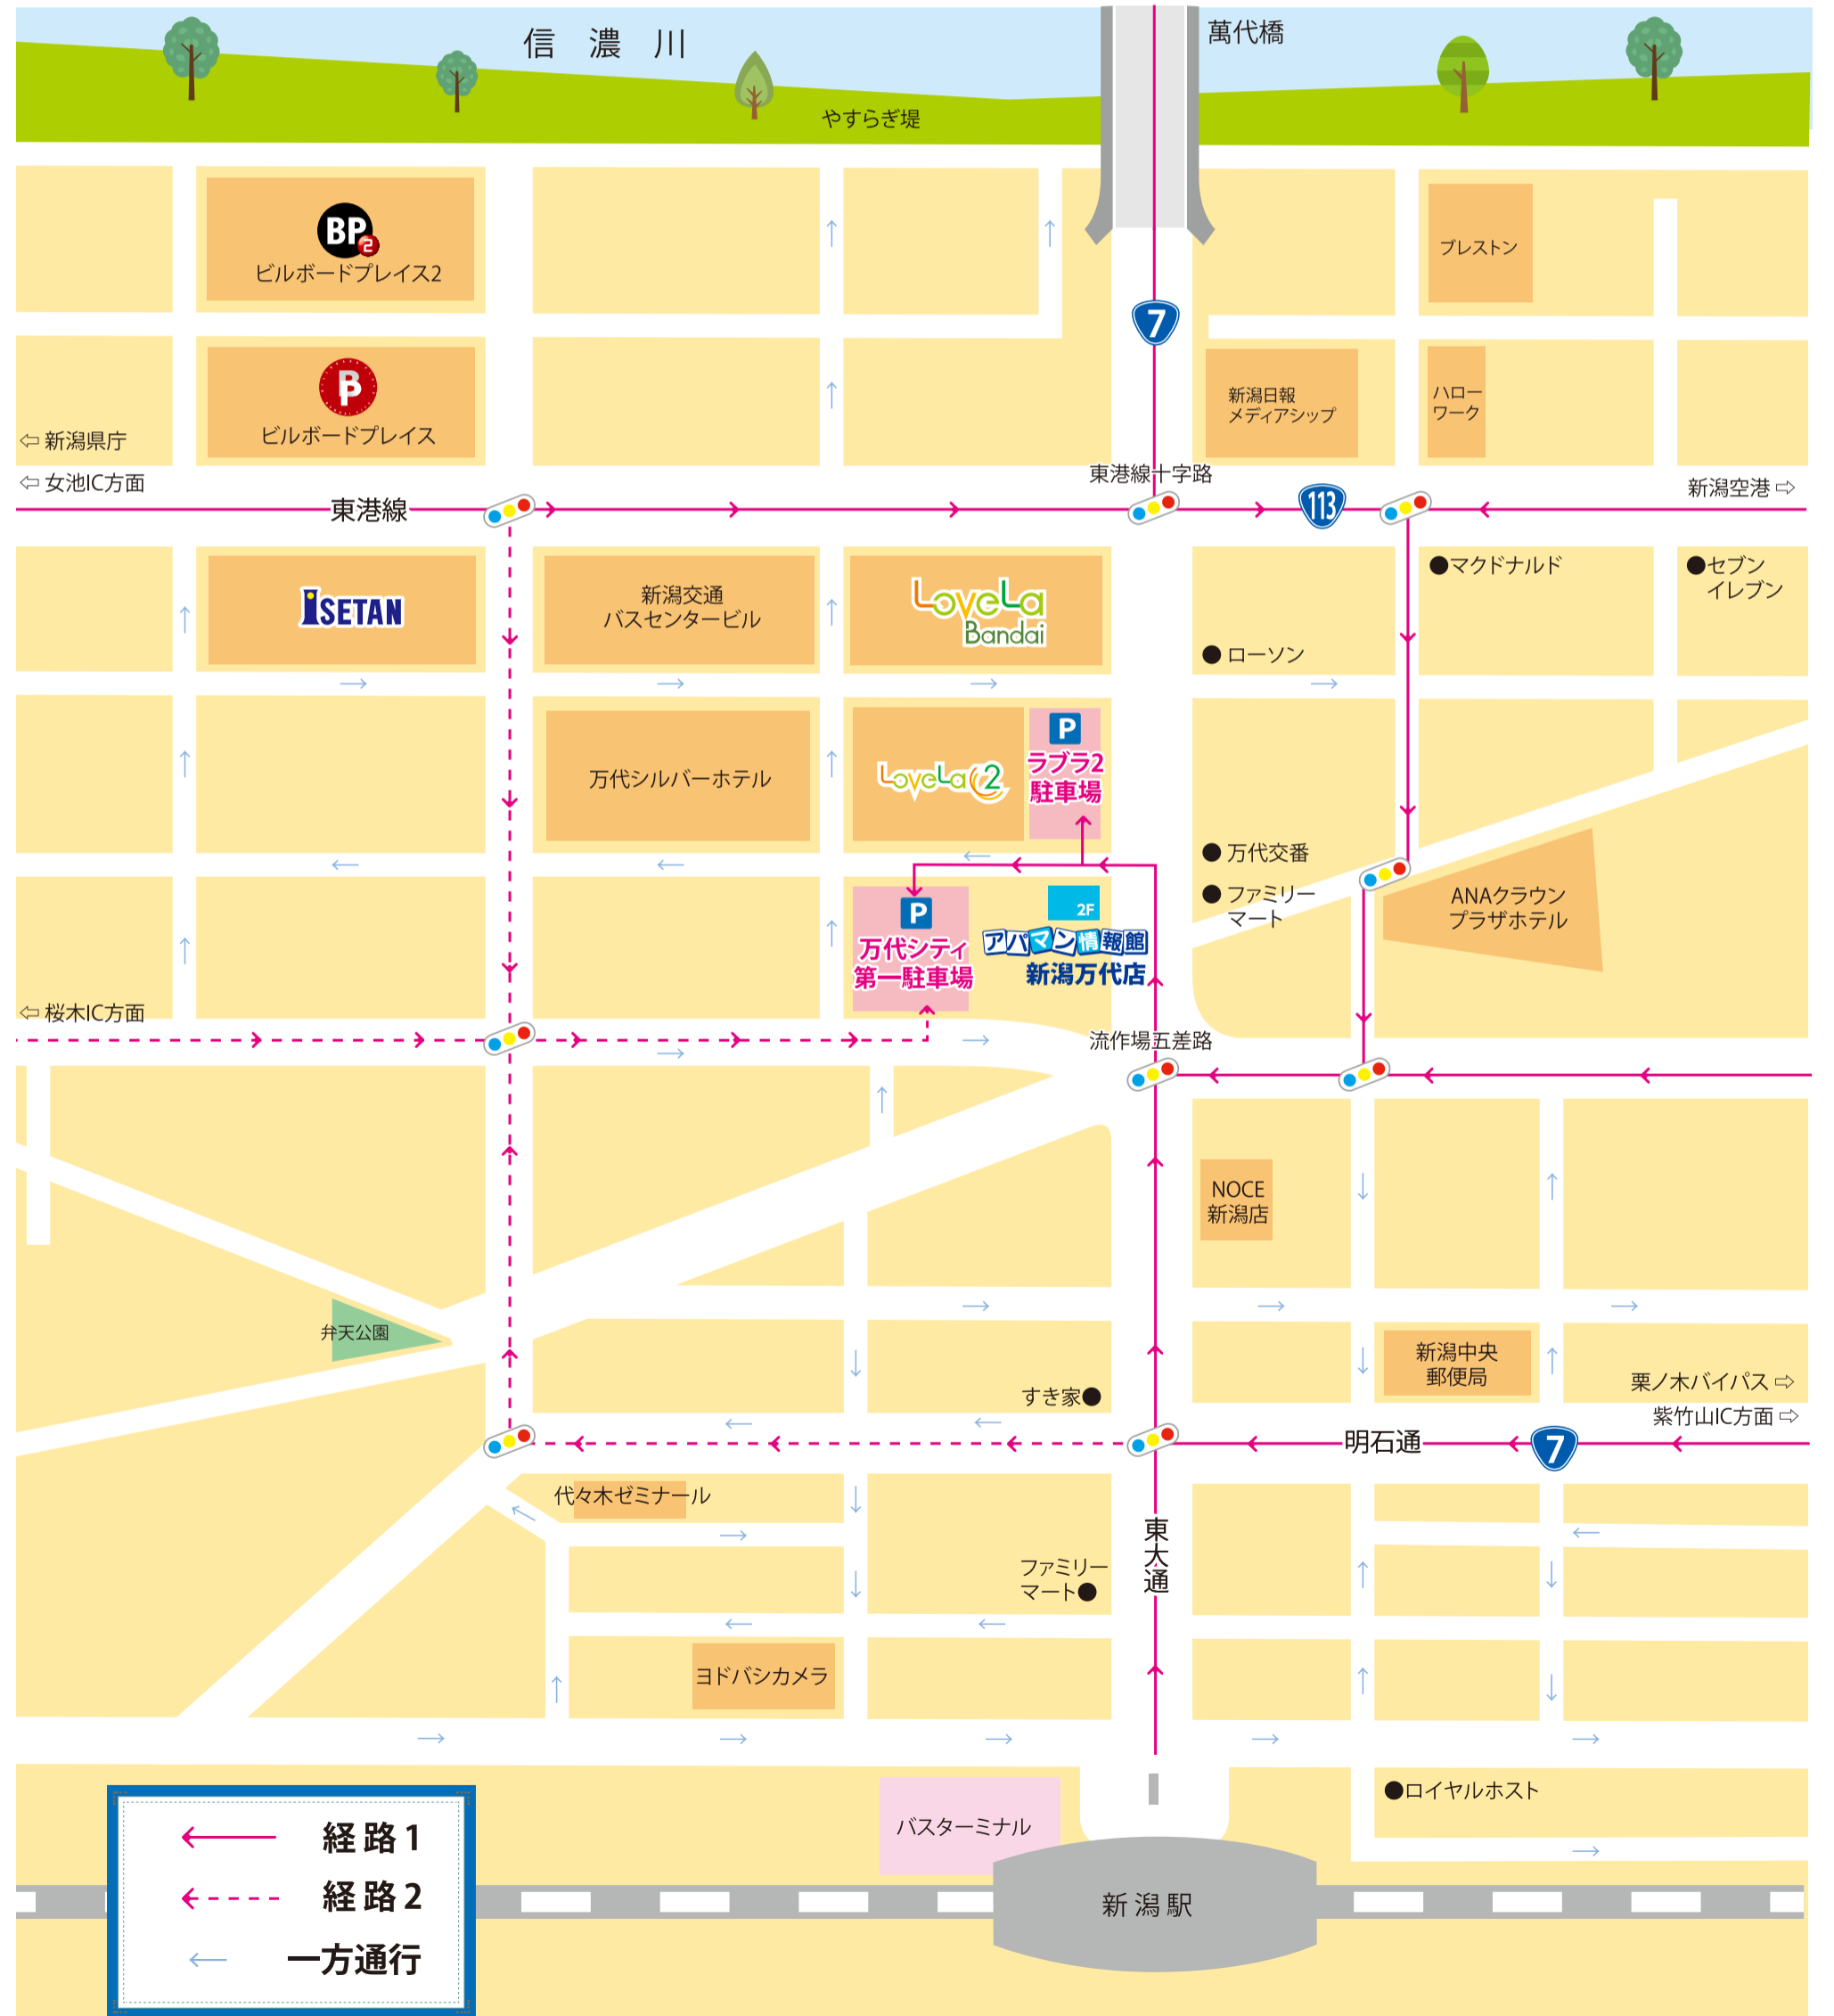 信濃川
萬代橋
やすらぎ堤
BP2
ビルボードプレイス2
プレストン
7
BP
ビルボードプレイス
新潟日報
メディアシップ
ハロー
ワーク
⇦ 新潟県庁
⇦ 女池IC方面
東港線十字路
新潟空港 ⇨
東港線
113
ISETAN
新潟交通
バスセンタービル
LoveLa
Bandai
●マクドナルド
●セブン
イレブン
● ローソン
万代シルバーホテル
LoveLa2
P
ラブラ2
駐車場
● 万代交番
● ファミリー
マート
ANAクラウン
プラザホテル
P
万代シティ
第一駐車場
2F
アパマン情報館
新潟万代店
⇦ 桜木IC方面
流作場五差路
NOCE
新潟店
弁天公園
新潟中央
郵便局
すき家●
栗ノ木バイパス ⇨
紫竹山IC方面 ⇨
明石通
7
代々木ゼミナール
東大通
ファミリー
マート●
ヨドバシカメラ
●ロイヤルホスト
バスターミナル
新潟駅
経路1
経路2
一方通行